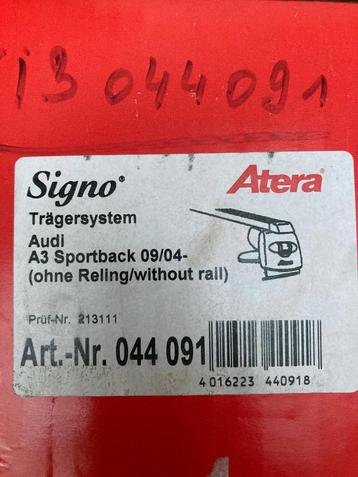 13 044091
Signo® Atera®
Trägersystem
Audi
A3 Sportback 09/04-
(ohne Reling/without rail)
Prüf-Nr. 213111
Art.-Nr. 044 091
4 016223 440918